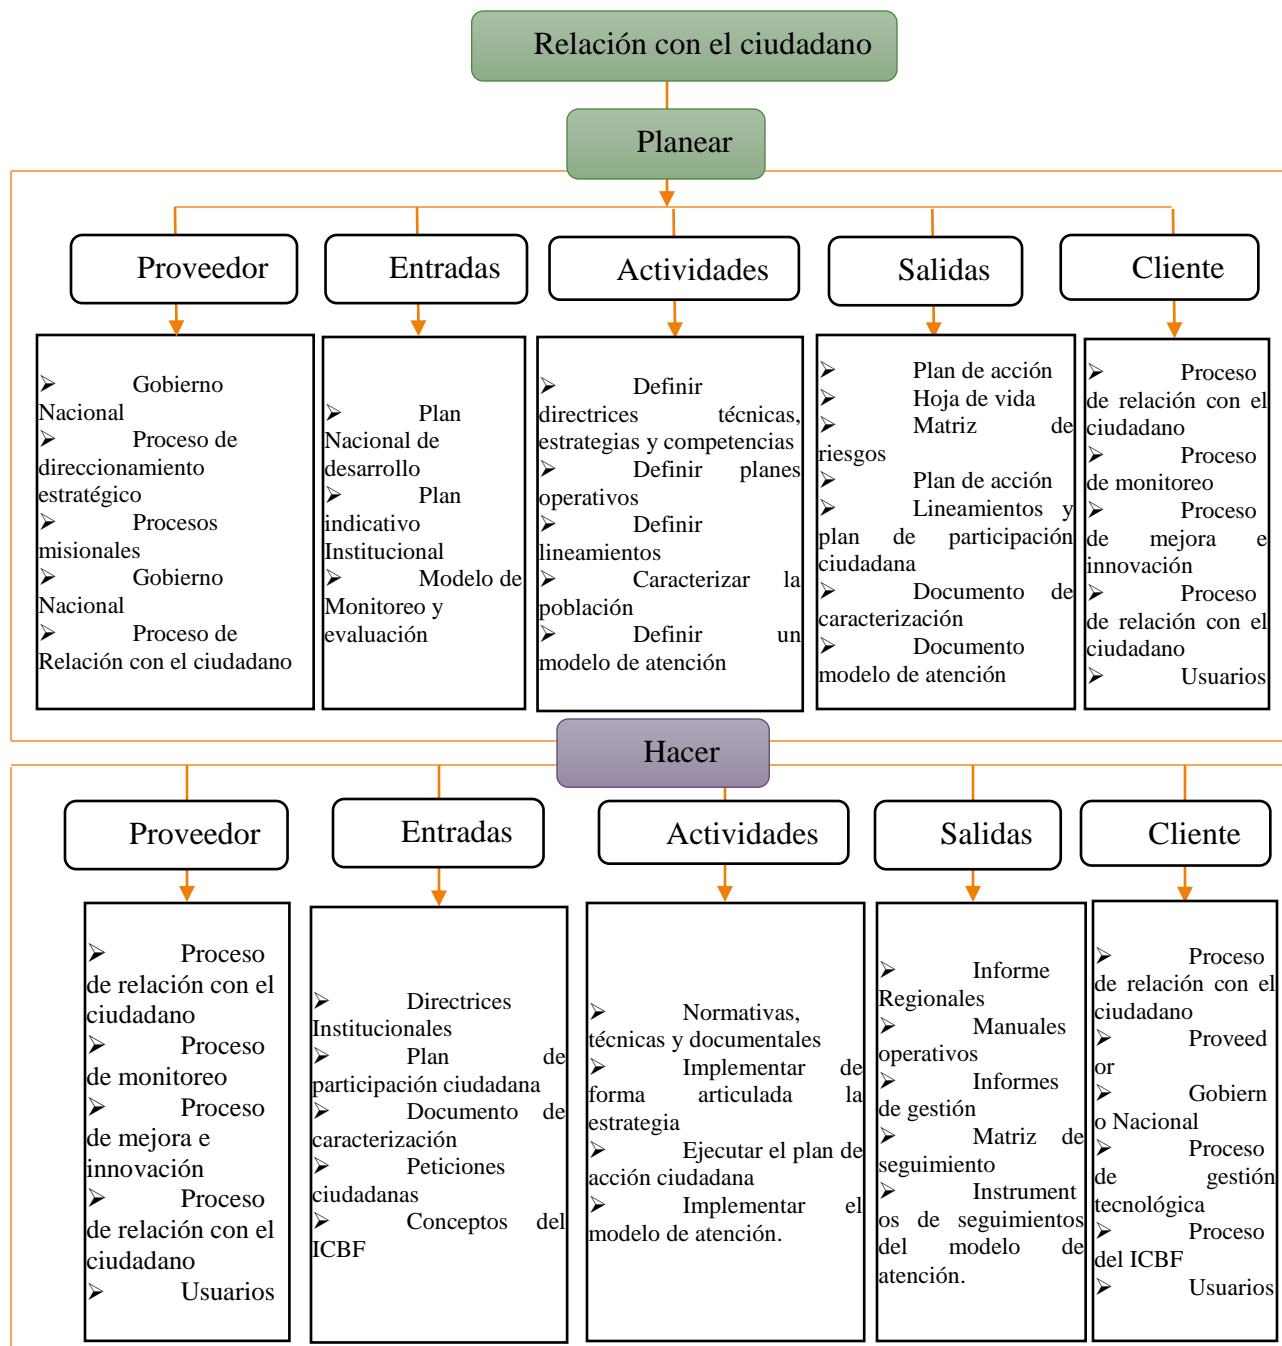 Relación con el ciudadano
Planear
Proveedor
Entradas
Actividades
Salidas
Cliente
➢ Gobierno
Nacional
➢ Proceso de
direccionamiento
estratégico
➢ Procesos
misionales
➢ Gobierno
Nacional
➢ Proceso de
Relación con el ciudadano
➢ Plan
Nacional de
desarrollo
➢ Plan
indicativo
Institucional
➢ Modelo de
Monitoreo y
evaluación
➢ Definir
directrices técnicas,
estrategias y competencias
➢ Definir planes
operativos
➢ Definir
lineamientos
➢ Caracterizar la
población
➢ Definir un
modelo de atención
➢ Plan de acción
➢ Hoja de vida
➢ Matriz de
riesgos
➢ Plan de acción
➢ Lineamientos y
plan de participación
ciudadana
➢ Documento de
caracterización
➢ Documento
modelo de atención
➢ Proceso
de relación con el
ciudadano
➢ Proceso
de monitoreo
➢ Proceso
de mejora e
innovación
➢ Proceso
de relación con el
ciudadano
➢ Usuarios
Hacer
Proveedor
Entradas
Actividades
Salidas
Cliente
➢ Proceso
de relación con el
ciudadano
➢ Proceso
de monitoreo
➢ Proceso
de mejora e
innovación
➢ Proceso
de relación con el
ciudadano
➢ Usuarios
➢ Directrices
Institucionales
➢ Plan de
participación ciudadana
➢ Documento de
caracterización
➢ Peticiones
ciudadanas
➢ Conceptos del
ICBF
➢ Normativas,
técnicas y documentales
➢ Implementar de
forma articulada la
estrategia
➢ Ejecutar el plan de
acción ciudadana
➢ Implementar el
modelo de atención.
➢ Informe
Regionales
➢ Manuales
operativos
➢ Informes
de gestión
➢ Matriz de
seguimiento
➢ Instrument
os de seguimientos
del modelo de
atención.
➢ Proceso
de relación con el
ciudadano
➢ Proveed
or
➢ Gobiern
o Nacional
➢ Proceso
de gestión
tecnológica
➢ Proceso
del ICBF
➢ Usuarios